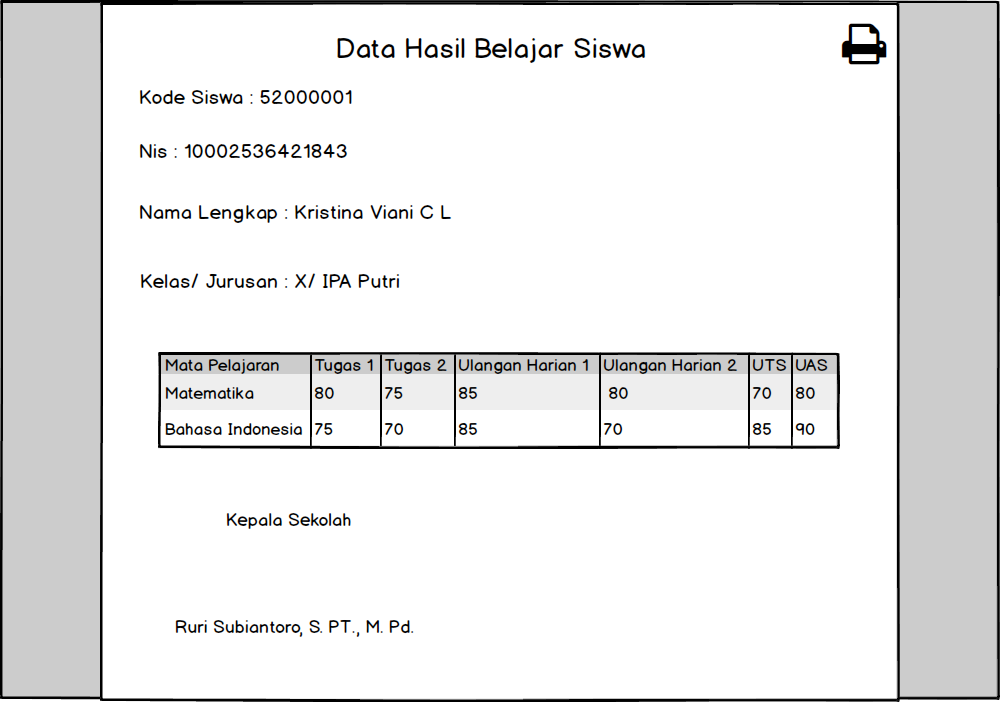 Data Hasil Belajar Siswa
Kode Siswa : 52000001
Nis : 10002536421843
Nama Lengkap : Kristina Viani C L
Kelas/ Jurusan : X/ IPA Putri
Mata Pelajaran Tugas 1 Tugas 2 Ulangan Harian 1 Ulangan Harian 2 UTS UAS
Matematika 80 75 85 80 70 80
Bahasa Indonesia 75 70 85 70 85 90
Kepala Sekolah
Ruri Subiantoro, S. PT., M. Pd.